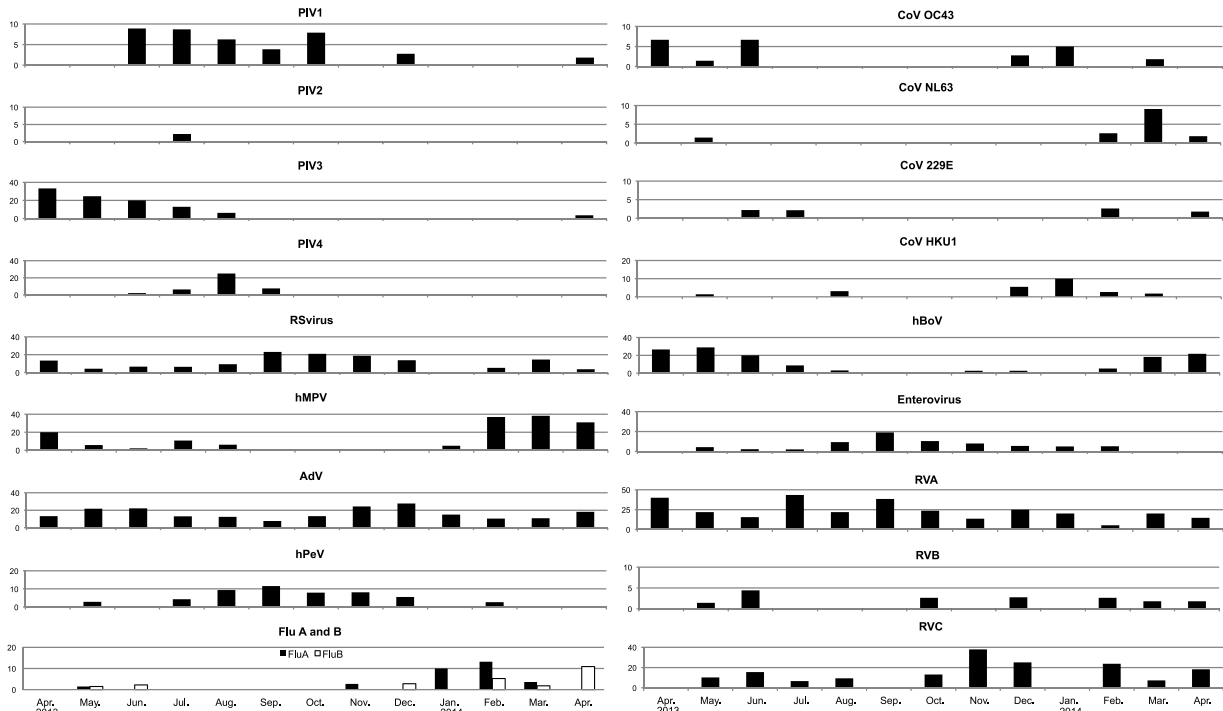 PIV1
10
5
0
PIV2
10
5
0
PIV3
40
20
0
PIV4
40
20
0
RSvirus
40
20
0
hMPV
40
20
0
AdV
40
20
0
hPeV
20
10
0
Flu A and B
FluA FluB
20
10
0
Apr. May. Jun. Jul. Aug. Sep. Oct. Nov. Dec. Jan. Feb. Mar. Apr.
2013 2014
CoV OC43
10
5
0
CoV NL63
10
5
0
CoV 229E
10
5
0
CoV HKU1
20
10
0
hBoV
40
20
0
Enterovirus
40
20
0
RVA
50
25
0
RVB
10
5
0
RVC
40
20
0
Apr. May. Jun. Jul. Aug. Sep. Oct. Nov. Dec. Jan. Feb. Mar. Apr.
2013 2014